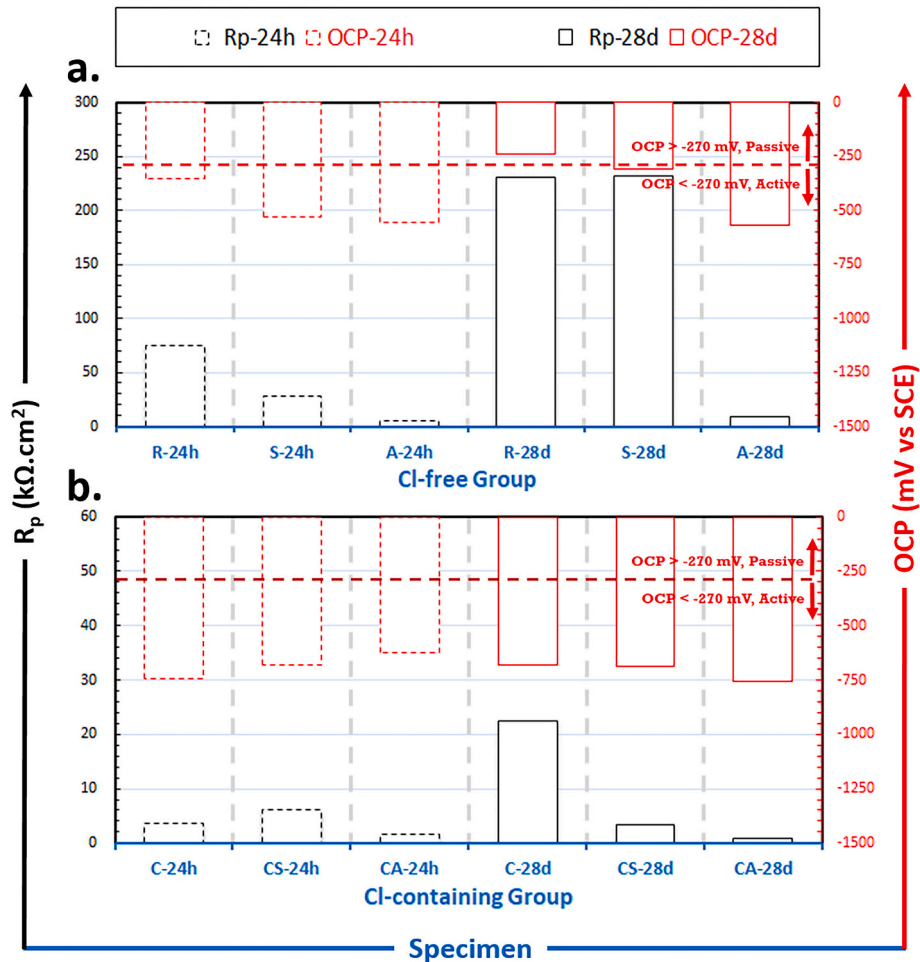 Rp-24h OCP-24h Rp-28d OCP-28d
a.
300 0
250 -250
200 -500
150 -750
100 -1000
50 -1250
0 -1500
OCP > -270 mV, Passive
OCP < -270 mV, Active
R-24h S-24h A-24h R-28d S-28d A-28d
Cl-free Group
b.
60 0
50 -250
40 -500
30 -750
20 -1000
10 -1250
0 -1500
OCP > -270 mV, Passive
OCP < -270 mV, Active
C-24h CS-24h CA-24h C-28d CS-28d CA-28d
Cl-containing Group
Rp (kΩ.cm²)
OCP (mV vs SCE)
Specimen